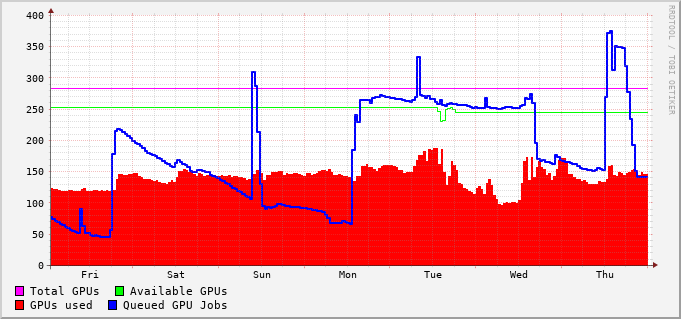 400
350
300
250
200
150
100
50
0
Fri Sat Sun Mon Tue Wed Thu
Total GPUs Available GPUs
GPUs used Queued GPU Jobs
RRDTOOL / TOBI OETIKER